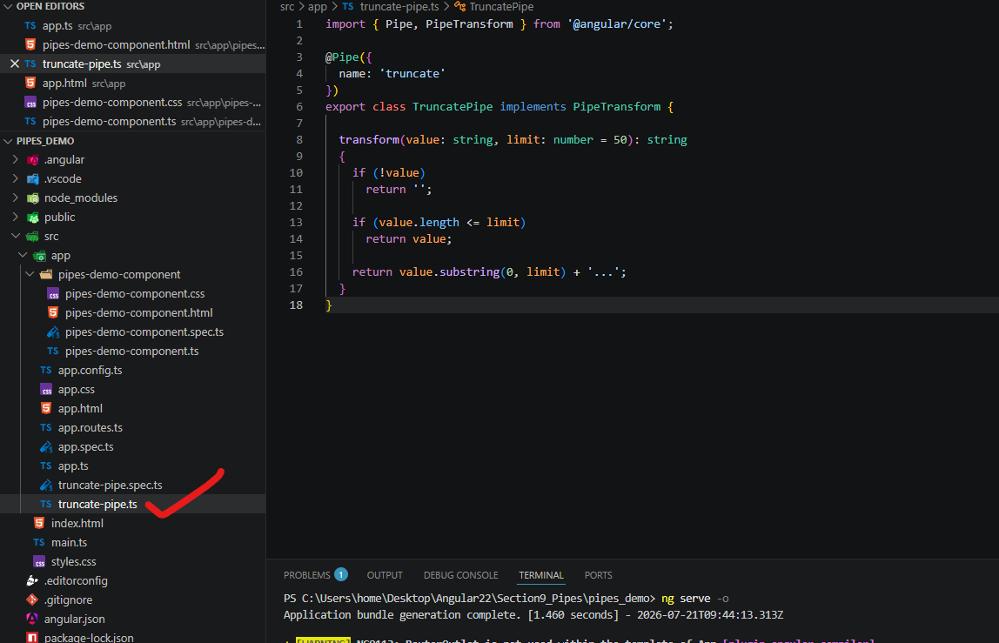 OPEN EDITORS
TS app.ts src\app
pipes-demo-component.html src\app\pipes...
TS truncate-pipe.ts src\app
app.html src\app
pipes-demo-component.css src\app\pipes-...
TS pipes-demo-component.ts src\app\pipes-d...
PIPES_DEMO
.angular
.vscode
node_modules
public
src
app
pipes-demo-component
pipes-demo-component.css
pipes-demo-component.html
pipes-demo-component.spec.ts
TS pipes-demo-component.ts
TS app.config.ts
app.css
app.html
TS app.routes.ts
app.spec.ts
TS app.ts
truncate-pipe.spec.ts
TS truncate-pipe.ts
index.html
TS main.ts
styles.css
.editorconfig
.gitignore
angular.json
package-lock.json
src > app > TS truncate-pipe.ts > TruncatePipe
1 import { Pipe, PipeTransform } from '@angular/core';
2
3 @Pipe({
4 name: 'truncate'
5 })
6 export class TruncatePipe implements PipeTransform {
7
8 transform(value: string, limit: number = 50): string
9 {
10 if (!value)
11 return '';
12
13 if (value.length <= limit)
14 return value;
15
16 return value.substring(0, limit) + '...';
17 }
18 }
PROBLEMS 1 OUTPUT DEBUG CONSOLE TERMINAL PORTS
PS C:\Users\home\Desktop\Angular22\Section9_Pipes\pipes_demo> ng serve -o
Application bundle generation complete. [1.460 seconds] - 2026-07-21T09:44:13.313Z
[WARNING] NG8113: RouterOutlet is not used within the template of App [plugin angular-compiler]